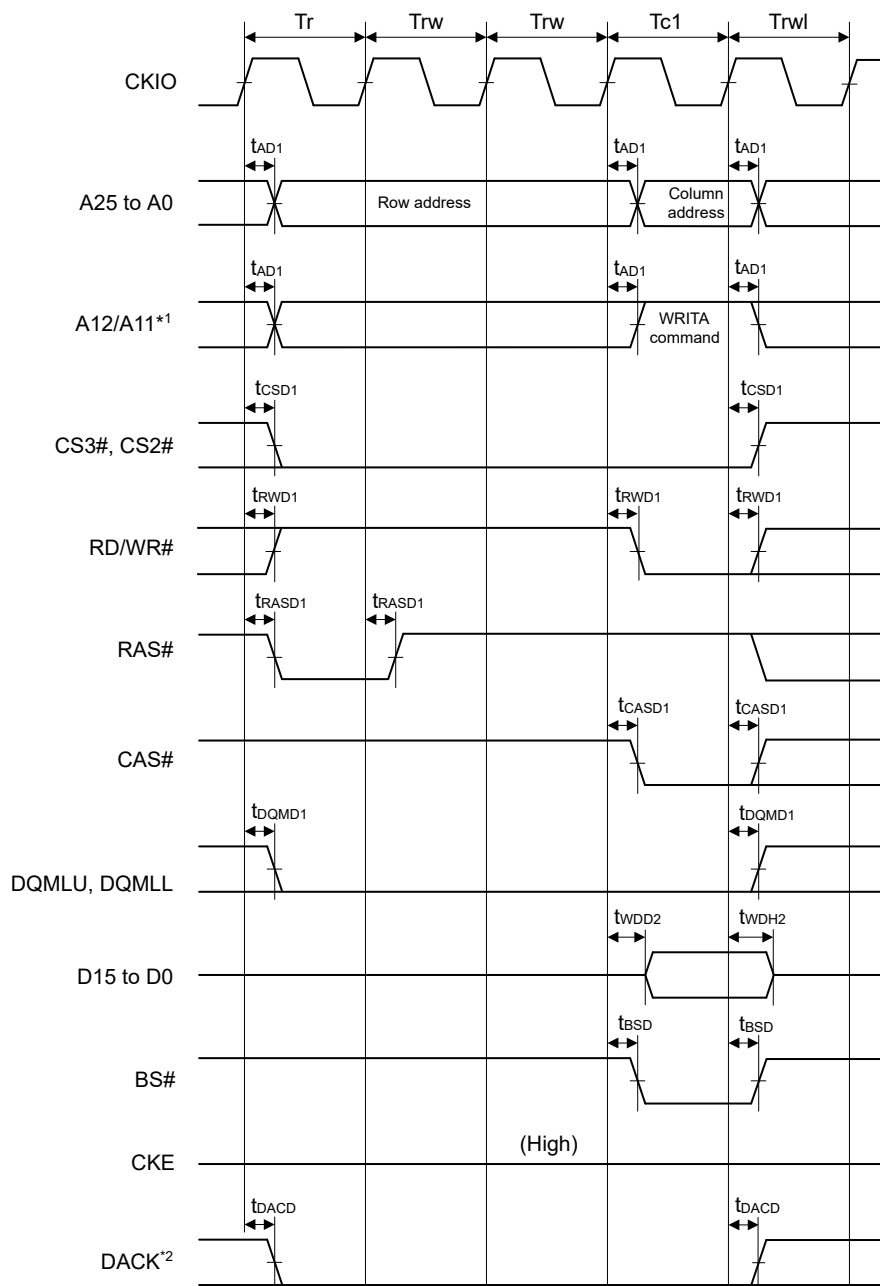 Tr Trw Trw Tc1 Trwl
CKIO
tAD1 tAD1 tAD1
A25 to A0 Row address Column address
tAD1 tAD1 tAD1
A12/A11*1 WRITA command
tCSD1 tCSD1
CS3#, CS2#
tRWD1 tRWD1 tRWD1
RD/WR#
tRASD1 tRASD1
RAS#
tCASD1 tCASD1
CAS#
tDQMD1 tDQMD1
DQMLU, DQMLL
tWDD2 tWDH2
D15 to D0
tBSD tBSD
BS#
(High)
CKE
tDACD tDACD
DACK*2